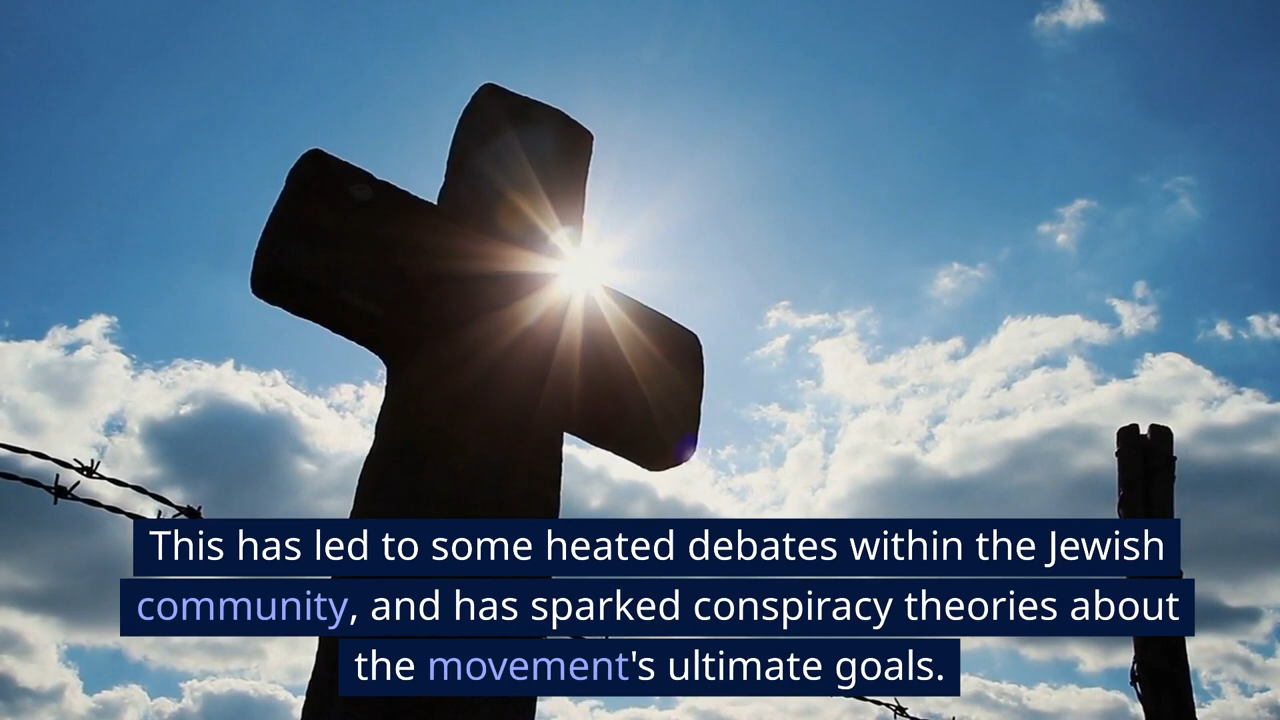 This has led to some heated debates within the Jewish
community, and has sparked conspiracy theories about
the movement's ultimate goals.